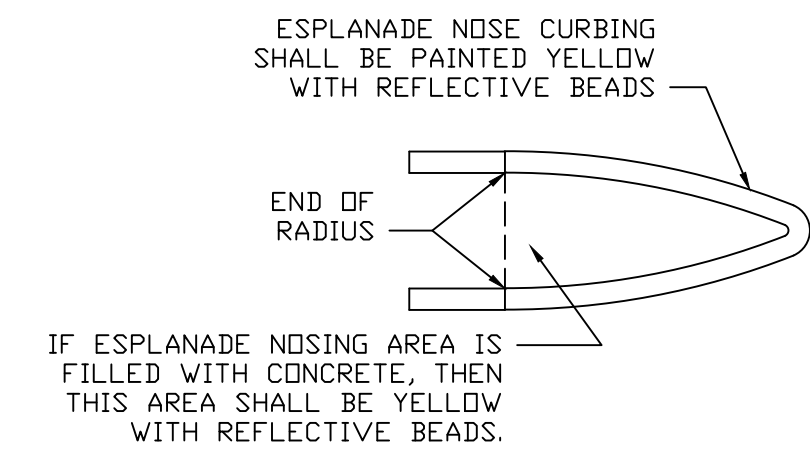 ESPLANADE NOSE CURBING
SHALL BE PAINTED YELLOW
WITH REFLECTIVE BEADS
END OF
RADIUS
IF ESPLANADE NOSING AREA IS
FILLED WITH CONCRETE, THEN
THIS AREA SHALL BE YELLOW
WITH REFLECTIVE BEADS.